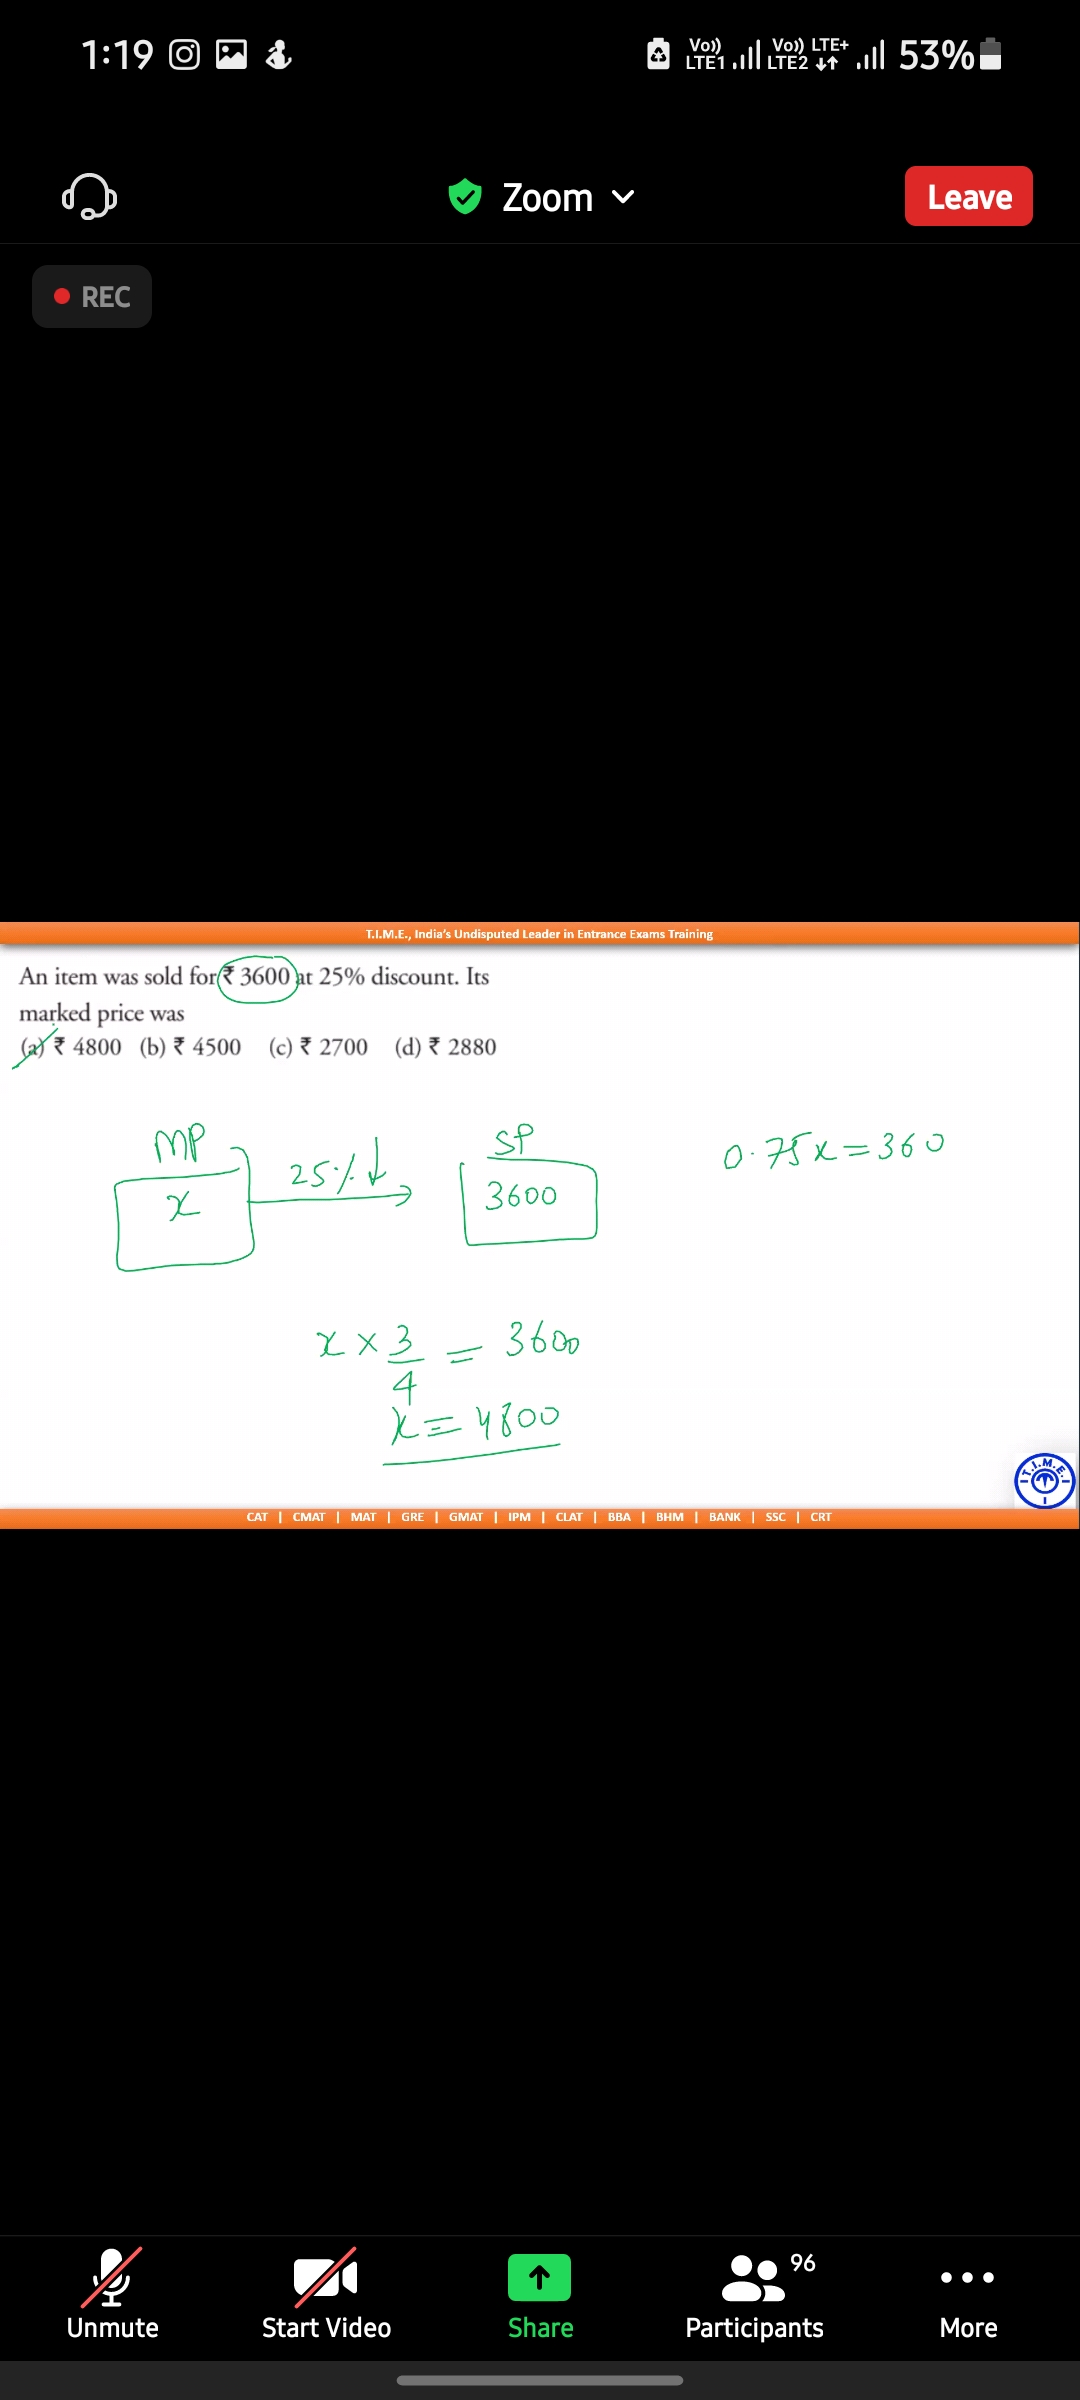 1:19
Vo)) LTE1 Vo)) LTE+ LTE2 53%
Zoom
Leave
REC
T.I.M.E., India's Undisputed Leader in Entrance Exams Training
An item was sold for ₹ 3600 at 25% discount. Its
marked price was
(a) ₹ 4800 (b) ₹ 4500 (c) ₹ 2700 (d) ₹ 2880
MP 25%↓ SP 0.75x=360
x 3600
x × 3/4 = 3600
x = 4800
T.I.M.E.
CAT | CMAT | MAT | GRE | GMAT | IPM | CLAT | BBA | BHM | BANK | SSC | CRT
96
Unmute Start Video Share Participants More